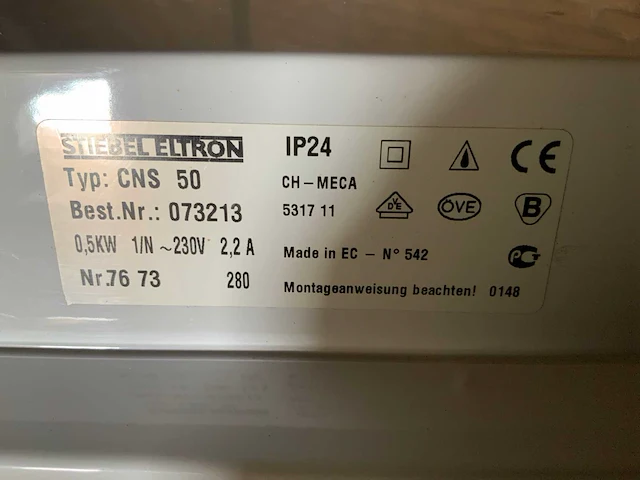 STIEBEL ELTRON
Typ: CNS 50
Best.Nr.: 073213
0,5KW 1/N ~230V 2,2 A
Nr.76 73 280
IP24
CH-MECA
5317 11
Made in EC - N° 542
Montageanweisung beachten! 0148
CE
VDE
ÖVE
B